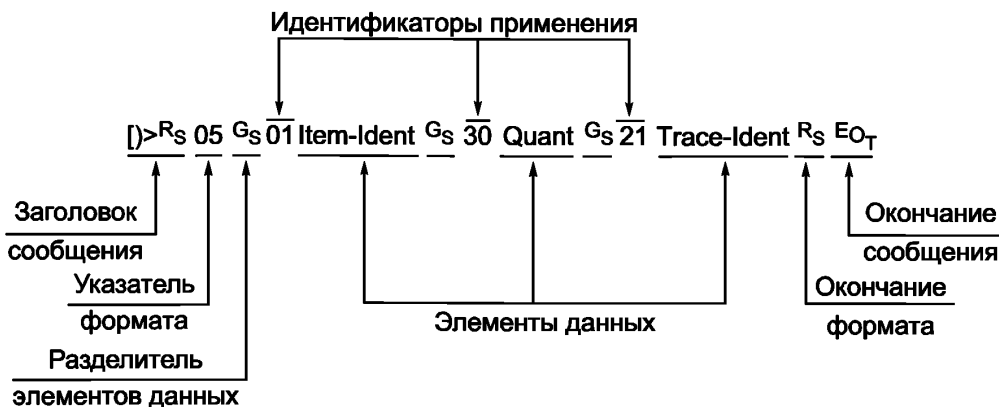 Идентификаторы применения
[)>RS 05 GS 01 Item-Ident GS 30 Quant GS 21 Trace-Ident RS EOT
Заголовок
сообщения
Указатель
формата
Разделитель
элементов данных
Элементы данных
Окончание
сообщения
Окончание
формата